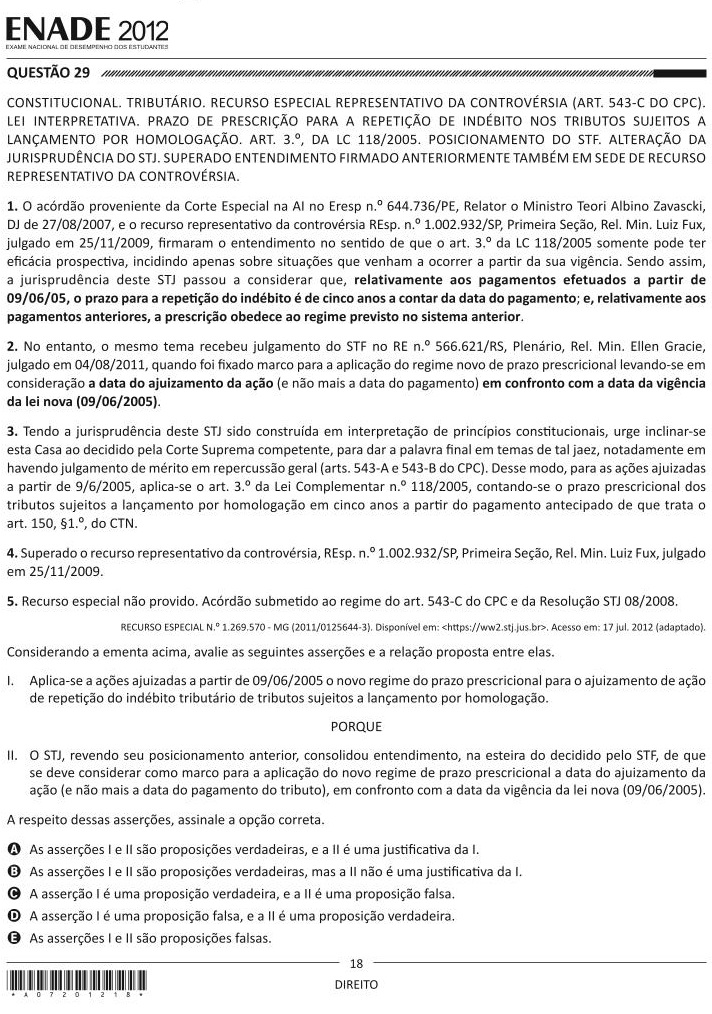 ENADE 2012
EXAME NACIONAL DE DESEMPENHO DOS ESTUDANTES
QUESTÃO 29
CONSTITUCIONAL. TRIBUTÁRIO. RECURSO ESPECIAL REPRESENTATIVO DA CONTROVÉRSIA (ART. 543-C DO CPC).
LEI INTERPRETATIVA. PRAZO DE PRESCRIÇÃO PARA A REPETIÇÃO DE INDÉBITO NOS TRIBUTOS SUJEITOS A
LANÇAMENTO POR HOMOLOGAÇÃO. ART. 3.º, DA LC 118/2005. POSICIONAMENTO DO STF. ALTERAÇÃO DA
JURISPRUDÊNCIA DO STJ. SUPERADO ENTENDIMENTO FIRMADO ANTERIORMENTE TAMBÉM EM SEDE DE RECURSO
REPRESENTATIVO DA CONTROVÉRSIA.
1. O acórdão proveniente da Corte Especial na AI no Eresp n.º 644.736/PE, Relator o Ministro Teori Albino Zavascki,
DJ de 27/08/2007, e o recurso representativo da controvérsia REsp. n.º 1.002.932/SP, Primeira Seção, Rel. Min. Luiz Fux,
julgado em 25/11/2009, firmaram o entendimento no sentido de que o art. 3.º da LC 118/2005 somente pode ter
eficácia prospectiva, incidindo apenas sobre situações que venham a ocorrer a partir da sua vigência. Sendo assim,
a jurisprudência deste STJ passou a considerar que, relativamente aos pagamentos efetuados a partir de
09/06/05, o prazo para a repetição do indébito é de cinco anos a contar da data do pagamento; e, relativamente aos
pagamentos anteriores, a prescrição obedece ao regime previsto no sistema anterior.
2. No entanto, o mesmo tema recebeu julgamento do STF no RE n.º 566.621/RS, Plenário, Rel. Min. Ellen Gracie,
julgado em 04/08/2011, quando foi fixado marco para a aplicação do regime novo de prazo prescricional levando-se em
consideração a data do ajuizamento da ação (e não mais a data do pagamento) em confronto com a data da vigência
da lei nova (09/06/2005).
3. Tendo a jurisprudência deste STJ sido construída em interpretação de princípios constitucionais, urge inclinar-se
esta Casa ao decidido pela Corte Suprema competente, para dar a palavra final em temas de tal jaez, notadamente em
havendo julgamento de mérito em repercussão geral (arts. 543-A e 543-B do CPC). Desse modo, para as ações ajuizadas
a partir de 9/6/2005, aplica-se o art. 3.º da Lei Complementar n.º 118/2005, contando-se o prazo prescricional dos
tributos sujeitos a lançamento por homologação em cinco anos a partir do pagamento antecipado de que trata o
art. 150, §1.º, do CTN.
4. Superado o recurso representativo da controvérsia, REsp. n.º 1.002.932/SP, Primeira Seção, Rel. Min. Luiz Fux, julgado
em 25/11/2009.
5. Recurso especial não provido. Acórdão submetido ao regime do art. 543-C do CPC e da Resolução STJ 08/2008.
RECURSO ESPECIAL N.º 1.269.570 - MG (2011/0125644-3). Disponível em: <https://ww2.stj.jus.br>. Acesso em: 17 jul. 2012 (adaptado).
Considerando a ementa acima, avalie as seguintes asserções e a relação proposta entre elas.
I. Aplica-se a ações ajuizadas a partir de 09/06/2005 o novo regime do prazo prescricional para o ajuizamento de ação
de repetição do indébito tributário de tributos sujeitos a lançamento por homologação.
PORQUE
II. O STJ, revendo seu posicionamento anterior, consolidou entendimento, na esteira do decidido pelo STF, de que
se deve considerar como marco para a aplicação do novo regime de prazo prescricional a data do ajuizamento da
ação (e não mais a data do pagamento do tributo), em confronto com a data da vigência da lei nova (09/06/2005).
A respeito dessas asserções, assinale a opção correta.
A As asserções I e II são proposições verdadeiras, e a II é uma justificativa da I.
B As asserções I e II são proposições verdadeiras, mas a II não é uma justificativa da I.
C A asserção I é uma proposição verdadeira, e a II é uma proposição falsa.
D A asserção I é uma proposição falsa, e a II é uma proposição verdadeira.
E As asserções I e II são proposições falsas.
18
DIREITO
* A 0 7 2 0 1 2 1 8 *